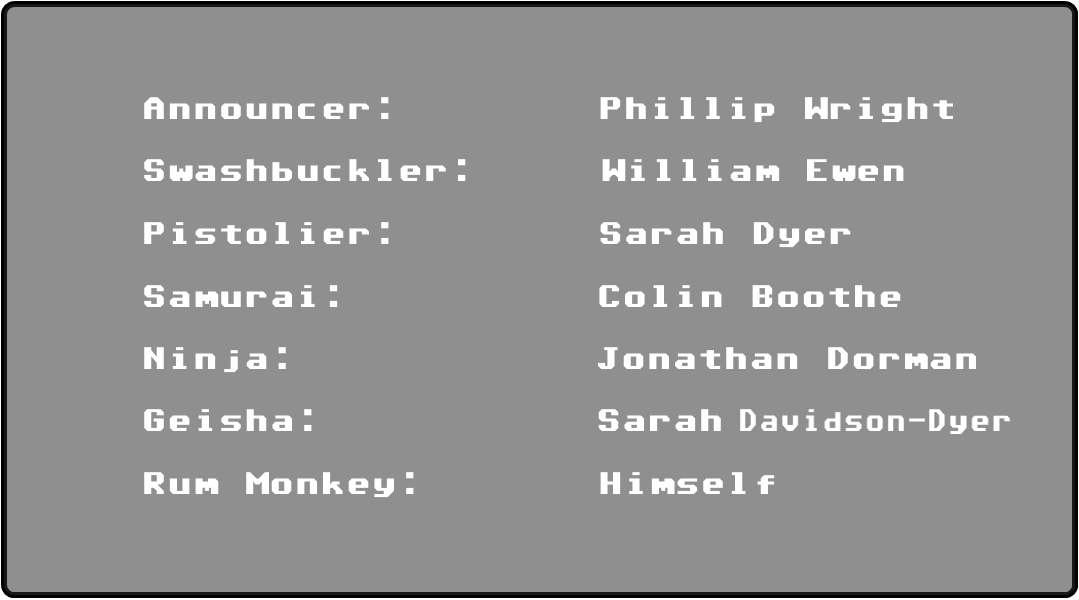 Announcer: Phillip Wright
Swashbuckler: William Ewen
Pistolier: Sarah Dyer
Samurai: Colin Boothe
Ninja: Jonathan Dorman
Geisha: Sarah Davidson-Dyer
Rum Monkey: Himself